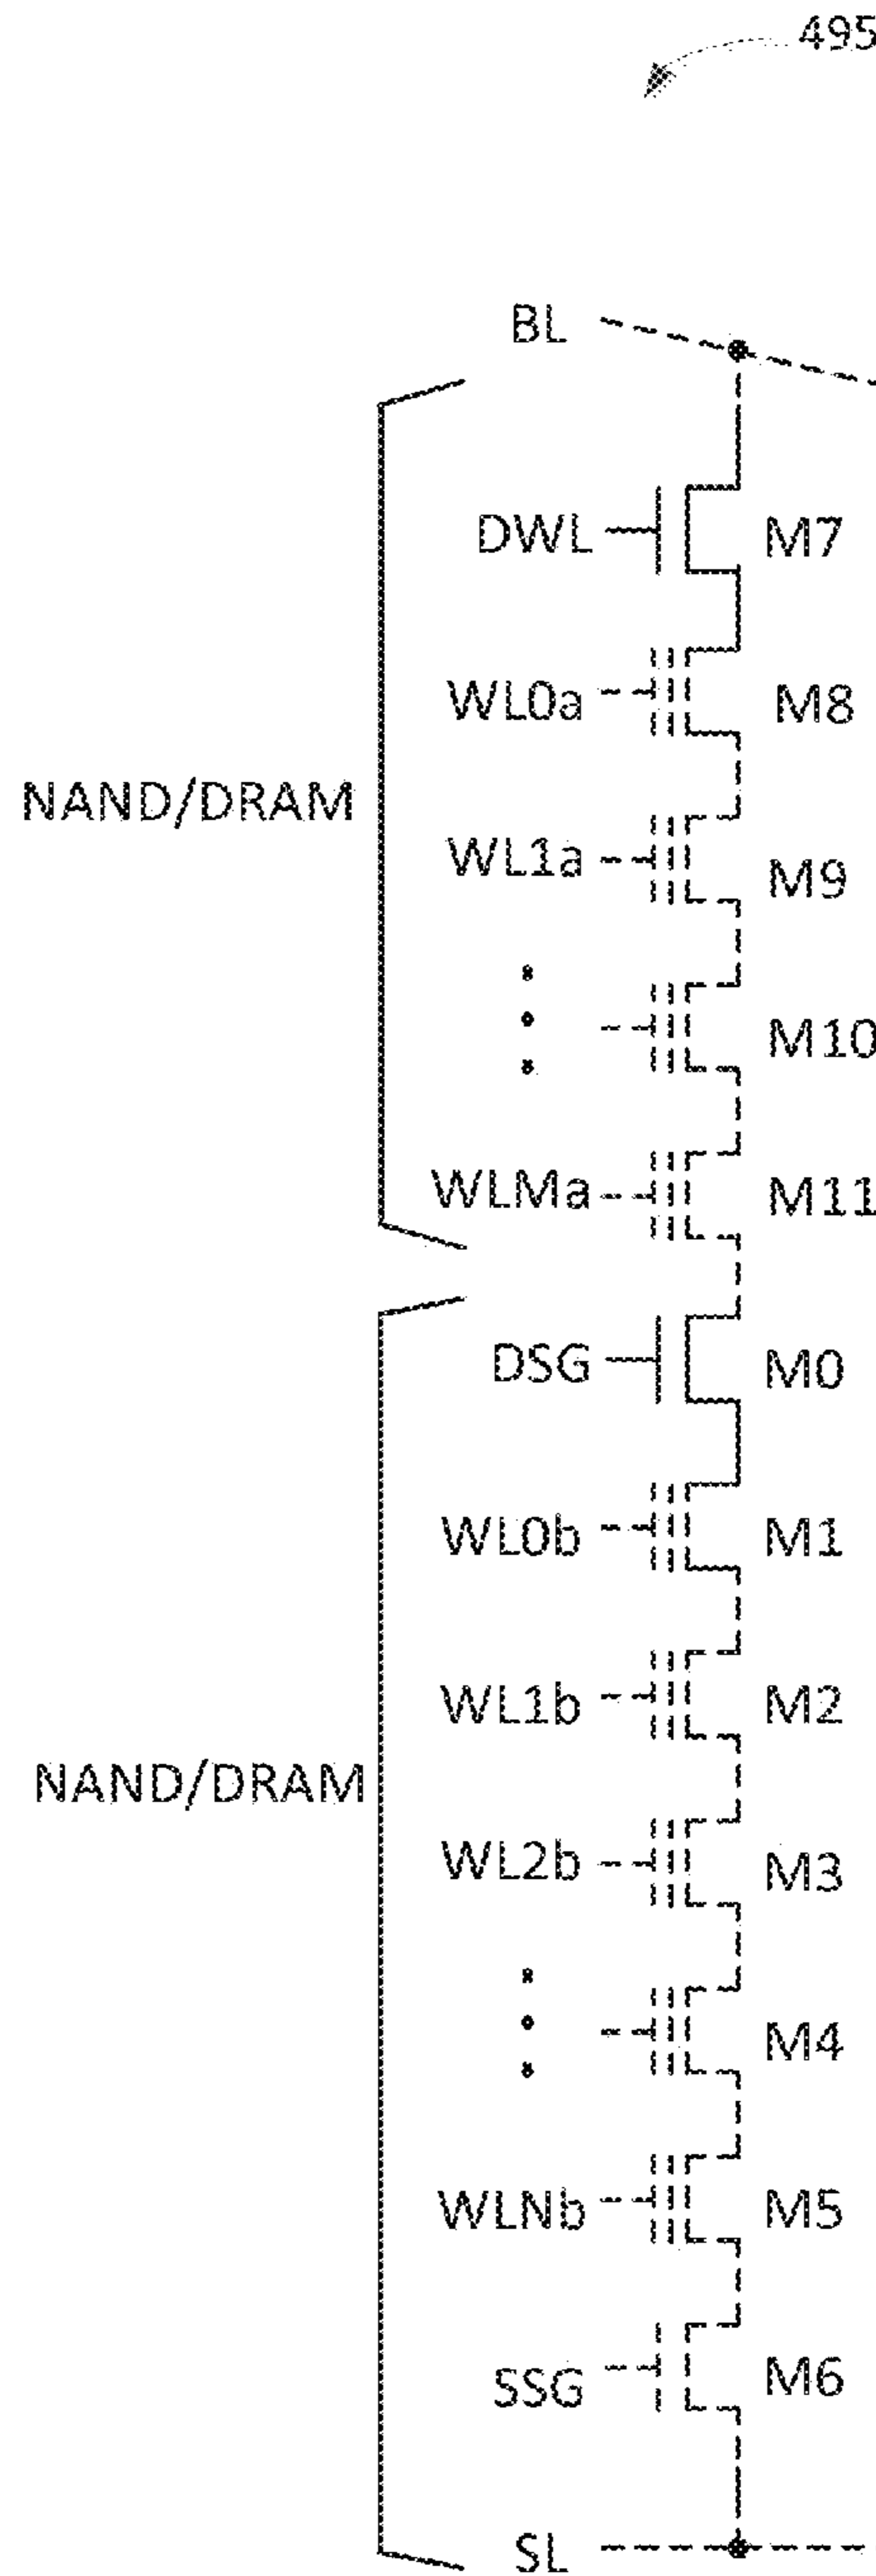 495
BL
DWL M7
WL0a M8
NAND/DRAM
WL1a M9
M10
WLMa M11
DSG M0
WL0b M1
WL1b M2
NAND/DRAM
WL2b M3
M4
WLNb M5
SSG M6
SL